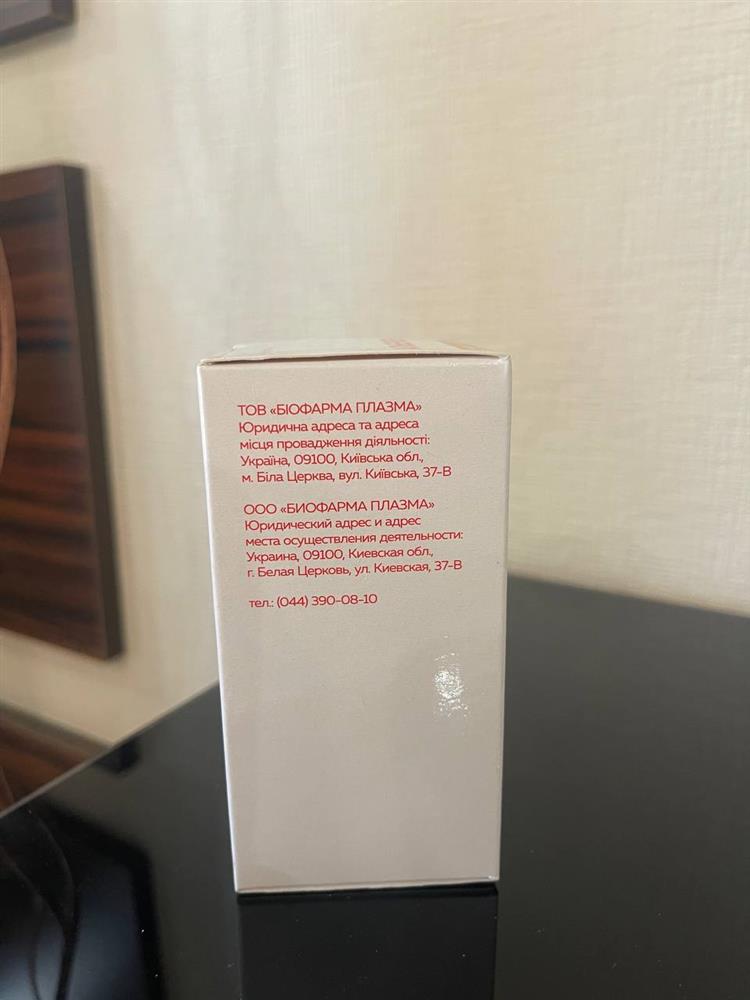 ТОВ «БІОФАРМА ПЛАЗМА»
Юридична адреса та адреса
місця провадження діяльності:
Україна, 09100, Київська обл.,
м. Біла Церква, вул. Київська, 37-В
ООО «БИОФАРМА ПЛАЗМА»
Юридический адрес и адрес
места осуществления деятельности:
Украина, 09100, Киевская обл.,
г. Белая Церковь, ул. Киевская, 37-В
тел.: (044) 390-08-10